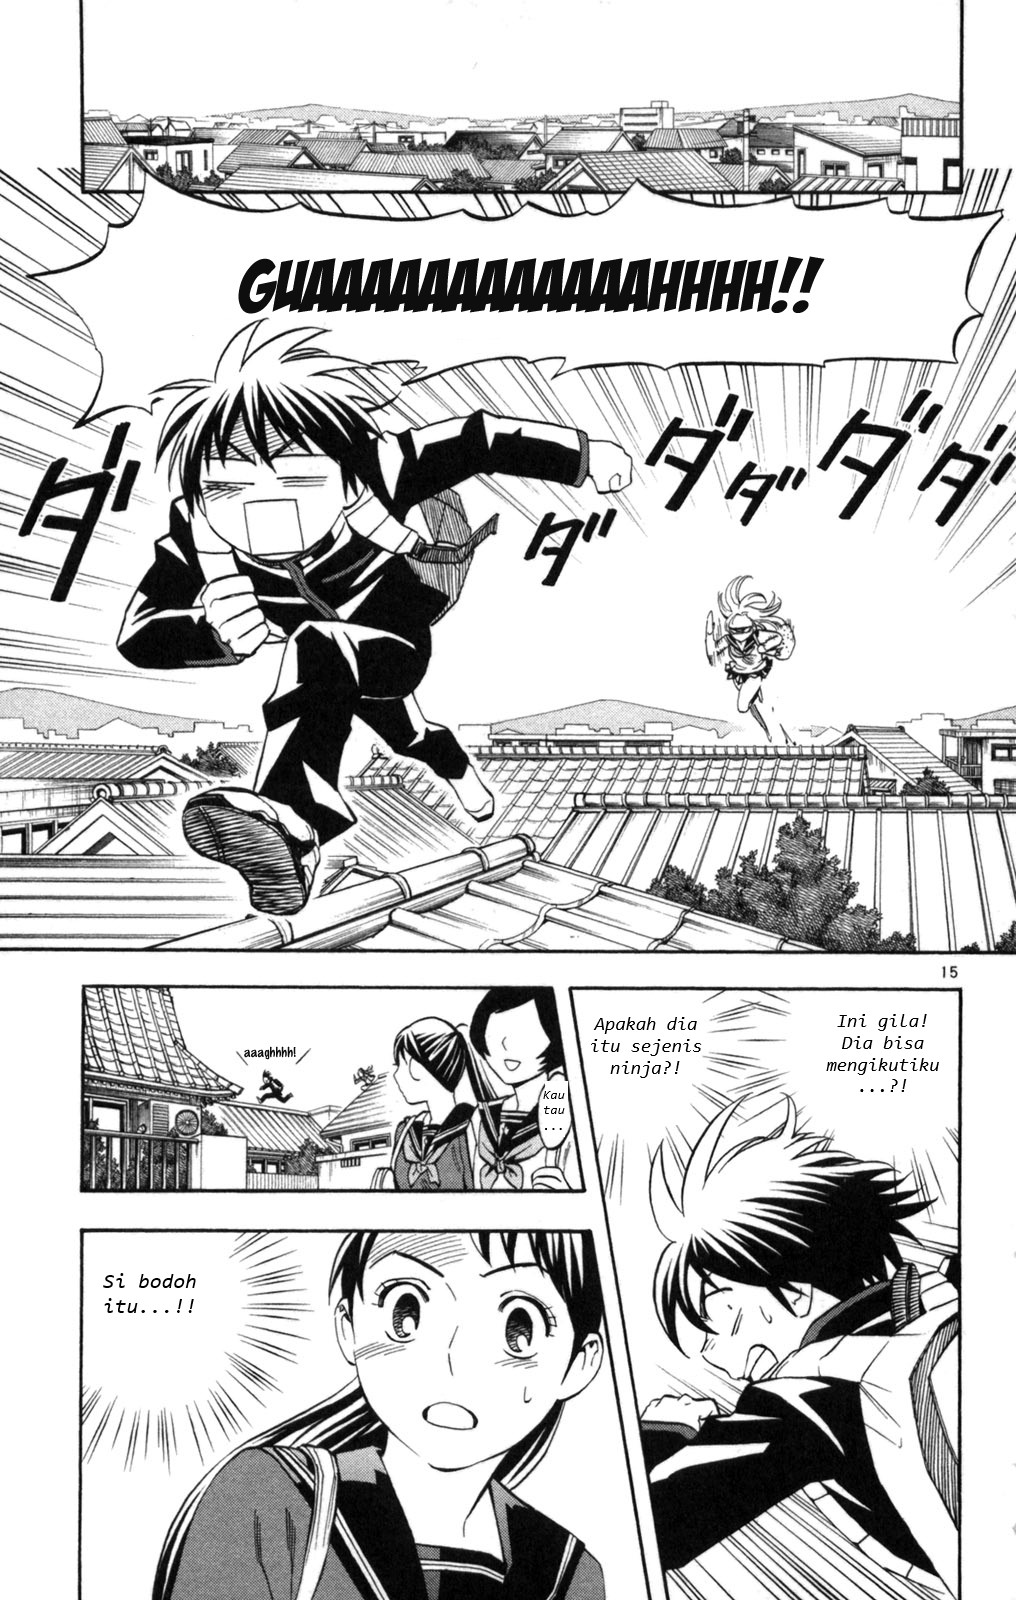 GUAAAAAAAAAAAAAHHHH!!
ダダダダダダ
15
Ini gila!
Dia bisa
mengikutiku
...?!
Apakah dia
itu sejenis
ninja?!
aaaghhhh!
Kau
tau
...
Si bodoh
itu...!!